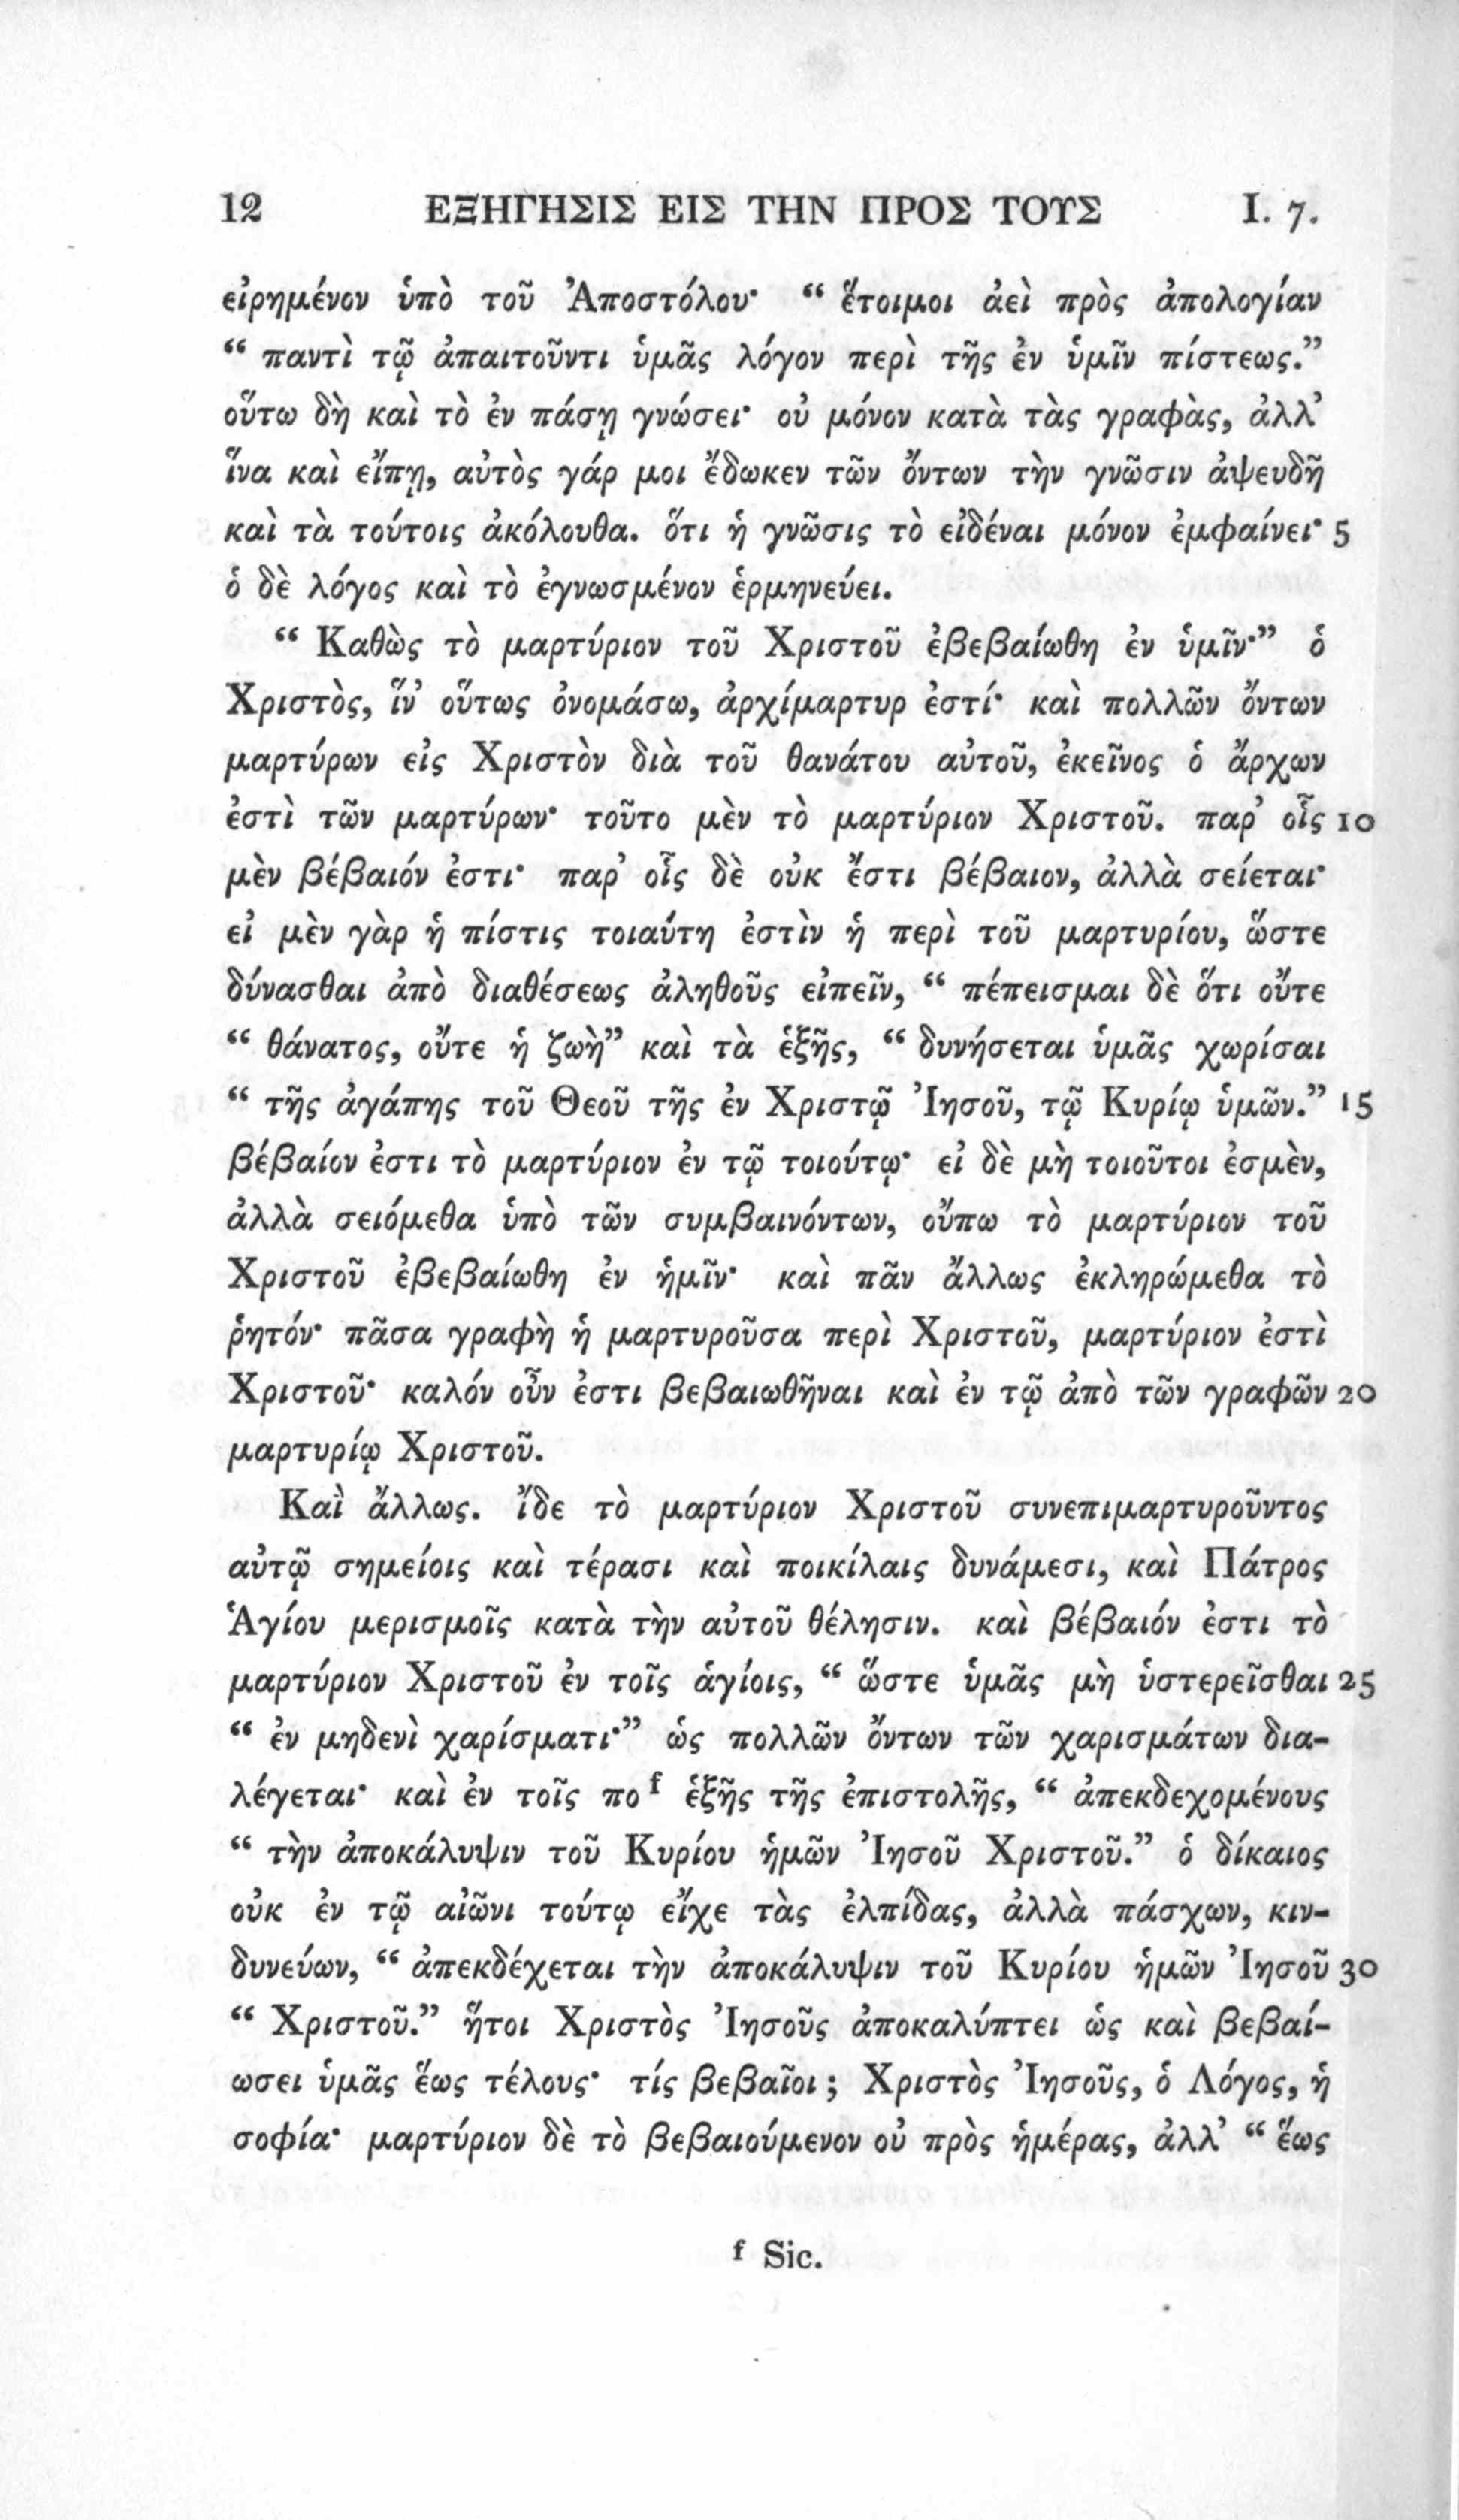 12 ΕΞΗΓΗΣΙΣ ΕΙΣ ΤΗΝ ΠΡΟΣ ΤΟΥΣ I. 7.
εἰρημένον ὑπὸ τοῦ Ἀποστόλου· “ ἕτοιμοι ἀεὶ πρὸς ἀπολογίαν
“ παντὶ τῷ ἀπαιτοῦντι ὑμᾶς λόγον περὶ τῆς ἐν ὑμῖν πίστεως.”
οὕτω δὴ καὶ τὸ ἐν πάσῃ γνώσει· οὐ μόνον κατὰ τὰς γραφὰς, ἀλλ’
ἵνα καὶ εἴπῃ, αὐτὸς γάρ μοι ἔδωκεν τῶν ὄντων τὴν γνῶσιν ἀψευδῆ
καὶ τὰ τούτοις ἀκόλουθα. ὅτι ἡ γνῶσις τὸ εἰδέναι μόνον ἐμφαίνει· 5
ὁ δὲ λόγος καὶ τὸ ἐγνωσμένον ἑρμηνεύει.
“ Καθὼς τὸ μαρτύριον τοῦ Χριστοῦ ἐβεβαίωθη ἐν ὑμῖν·” ὁ
Χριστὸς, ἵν’ οὕτως ὀνομάσω, ἀρχίμαρτυρ ἐστί· καὶ πολλῶν ὄντων
μαρτύρων εἰς Χριστὸν διὰ τοῦ θανάτου αὐτοῦ, ἐκεῖνος ὁ ἄρχων
ἐστὶ τῶν μαρτύρων· τοῦτο μὲν τὸ μαρτύριον Χριστοῦ. παρ’ οἷς 10
μὲν βέβαιόν ἐστι· παρ’ οἷς δὲ οὐκ ἔστι βέβαιον, ἀλλὰ σείεται·
εἰ μὲν γὰρ ἡ πίστις τοιαύτη ἐστὶν ἡ περὶ τοῦ μαρτυρίου, ὥστε
δύνασθαι ἀπὸ διαθέσεως ἀληθοῦς εἰπεῖν, “ πέπεισμαι δὲ ὅτι οὔτε
“ θάνατος, οὔτε ἡ ζωὴ” καὶ τὰ ἑξῆς, “ δυνήσεται ὑμᾶς χωρίσαι
“ τῆς ἀγάπης τοῦ Θεοῦ τῆς ἐν Χριστῷ Ἰησοῦ, τῷ Κυρίῳ ὑμῶν.” 15
βέβαίον ἐστι τὸ μαρτύριον ἐν τῷ τοιούτῳ· εἰ δὲ μὴ τοιοῦτοι ἐσμὲν,
ἀλλὰ σειόμεθα ὑπὸ τῶν συμβαινόντων, οὔπω τὸ μαρτύριον τοῦ
Χριστοῦ ἐβεβαίωθη ἐν ἡμῖν· καὶ πᾶν ἄλλως ἐκληρώμεθα τὸ
ῥητόν· πᾶσα γραφὴ ἡ μαρτυροῦσα περὶ Χριστοῦ, μαρτύριον ἐστὶ
Χριστοῦ· καλόν οὖν ἐστι βεβαιωθῆναι καὶ ἐν τῷ ἀπὸ τῶν γραφῶν 20
μαρτυρίῳ Χριστοῦ.
Καὶ ἄλλως. ἴδε τὸ μαρτύριον Χριστοῦ συνεπιμαρτυροῦντος
αὐτῷ σημείοις καὶ τέρασι καὶ ποικίλαις δυνάμεσι, καὶ Πάτρος
Ἁγίου μερισμοῖς κατὰ τὴν αὐτοῦ θέλησιν. καὶ βέβαιόν ἐστι τὸ
μαρτύριον Χριστοῦ ἐν τοῖς ἁγίοις, “ ὥστε ὑμᾶς μὴ ὑστερεῖσθαι 25
“ ἐν μηδενὶ χαρίσματι·” ὡς πολλῶν ὄντων τῶν χαρισμάτων δια-
λέγεται· καὶ ἐν τοῖς πο f ἑξῆς τῆς ἐπιστολῆς, “ ἀπεκδεχομένους
“ τὴν ἀποκάλυψιν τοῦ Κυρίου ἡμῶν Ἰησοῦ Χριστοῦ.” ὁ δίκαιος
οὐκ ἐν τῷ αἰῶνι τούτῳ εἴχε τὰς ἐλπίδας, ἀλλὰ πάσχων, κιν-
δυνεύων, “ ἀπεκδέχεται τὴν ἀποκάλυψιν τοῦ Κυρίου ἡμῶν Ἰησοῦ 30
“ Χριστοῦ.” ἤτοι Χριστὸς Ἰησοῦς ἀποκαλύπτει ὡς καὶ βεβαί-
ωσει ὑμᾶς ἕως τέλους· τίς βεβαῖοι ; Χριστὸς Ἰησοῦς, ὁ Λόγος, ἡ
σοφία· μαρτύριον δὲ τὸ βεβαιούμενον οὐ πρὸς ἡμέρας, ἀλλ’ “ ἕως
f Sic.